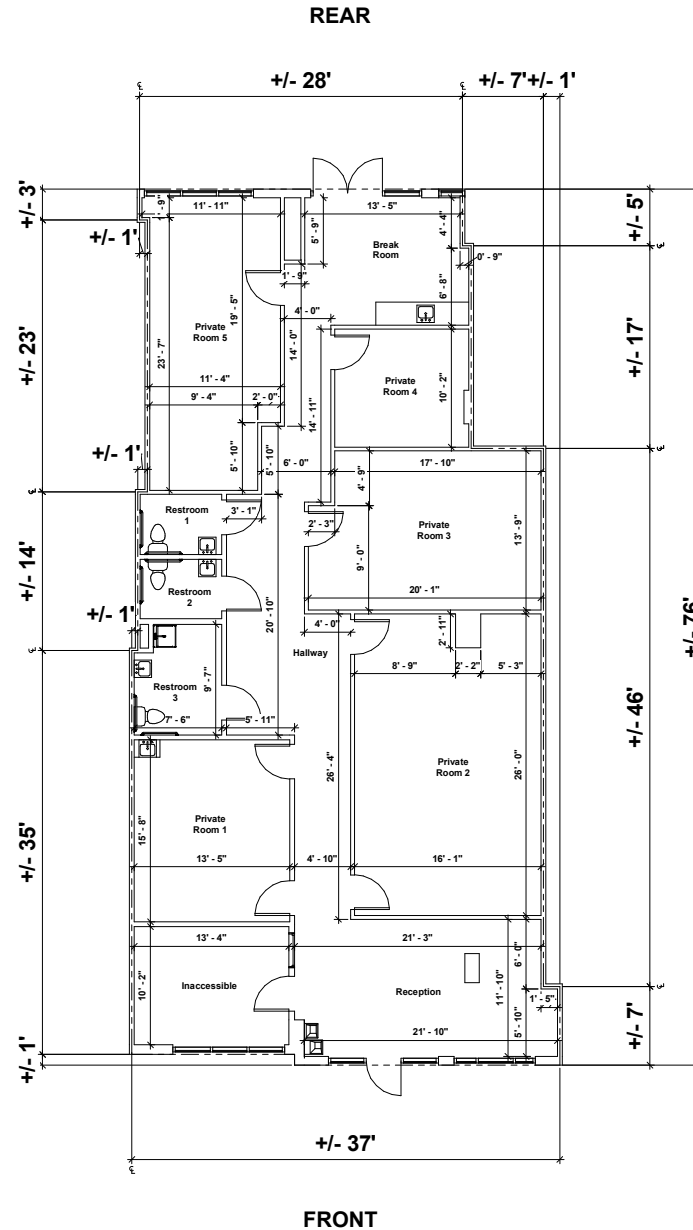 REAR
+/- 28'
+/- 7'
+/- 1'
+/- 3'
+/- 1'
+/- 23'
+/- 1'
+/- 14'
+/- 1'
+/- 35'
+/- 1'
+/- 5'
+/- 17'
+/- 46'
+/- 7'
+/- 76'
11' - 11"
13' - 5"
5' - 9"
4' - 4"
Break
Room
0' - 9"
1' - 9"
6' - 8"
19' - 5"
4' - 0"
Private
Room 5
23' - 7"
14' - 0"
11' - 4"
9' - 4"
2' - 0"
14' - 11"
Private
Room 4
10' - 2"
5' - 10"
5' - 10"
6' - 0"
17' - 10"
4' - 9"
Restroom
1
3' - 1"
2' - 3"
Private
Room 3
13' - 9"
9' - 0"
Restroom
2
20' - 1"
20' - 10"
4' - 0"
Hallway
2' - 11"
8' - 9"
2' - 2"
5' - 3"
Restroom
3
9' - 7"
7' - 6"
5' - 11"
26' - 4"
Private
Room 2
26' - 0"
Private
Room 1
15' - 8"
13' - 5"
4' - 10"
16' - 1"
13' - 4"
21' - 3"
6' - 0"
10' - 2"
Inaccessible
Reception
11' - 10"
1' - 5"
5' - 10"
21' - 10"
+/- 37'
FRONT